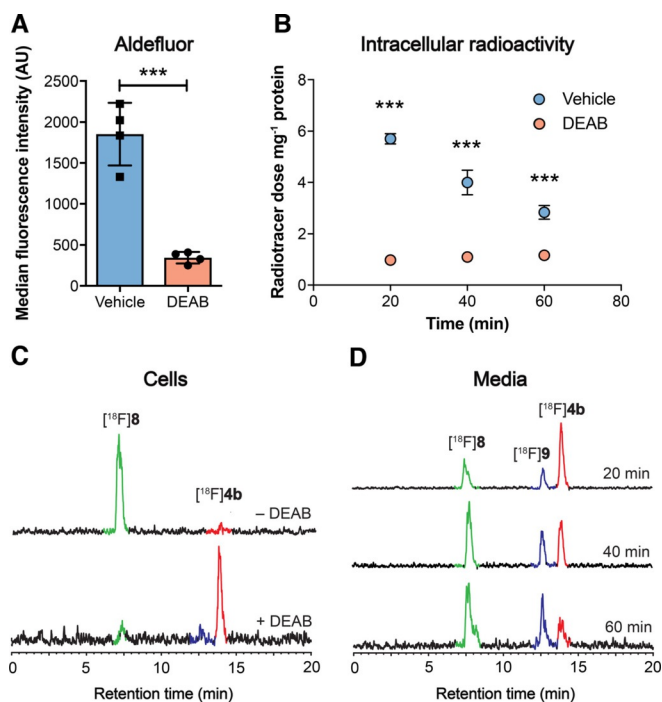 A
Aldefluor
Median fluorescence intensity (AU)
2500
2000
1500
1000
500
0
***
Vehicle
DEAB
B
Intracellular radioactivity
Radiotracer dose mg⁻¹ protein
8
6
4
2
0
***
***
***
Vehicle
DEAB
0
20
40
60
80
Time (min)
C
Cells
[¹⁸F]8
[¹⁸F]4b
– DEAB
+ DEAB
0
5
10
15
20
Retention time (min)
D
Media
[¹⁸F]4b
[¹⁸F]8
[¹⁸F]9
20 min
40 min
60 min
0
5
10
15
20
Retention time (min)